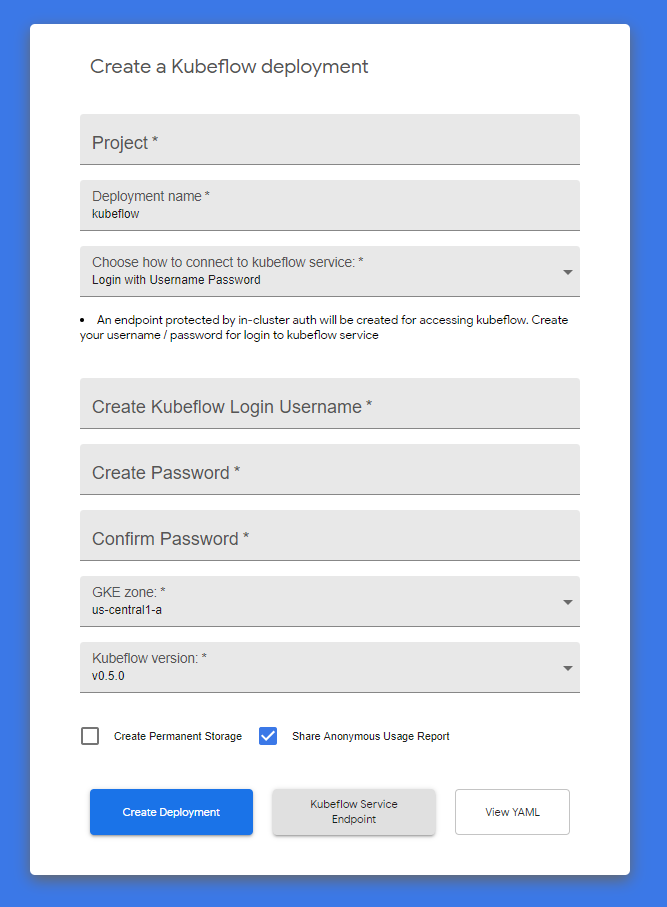 Create a Kubeflow deployment
Project *
Deployment name *
kubeflow
Choose how to connect to kubeflow service: *
Login with Username Password
• An endpoint protected by in-cluster auth will be created for accessing kubeflow. Create
your username / password for login to kubeflow service
Create Kubeflow Login Username *
Create Password *
Confirm Password *
GKE zone: *
us-central1-a
Kubeflow version: *
v0.5.0
Create Permanent Storage Share Anonymous Usage Report
Create Deployment Kubeflow Service
Endpoint View YAML